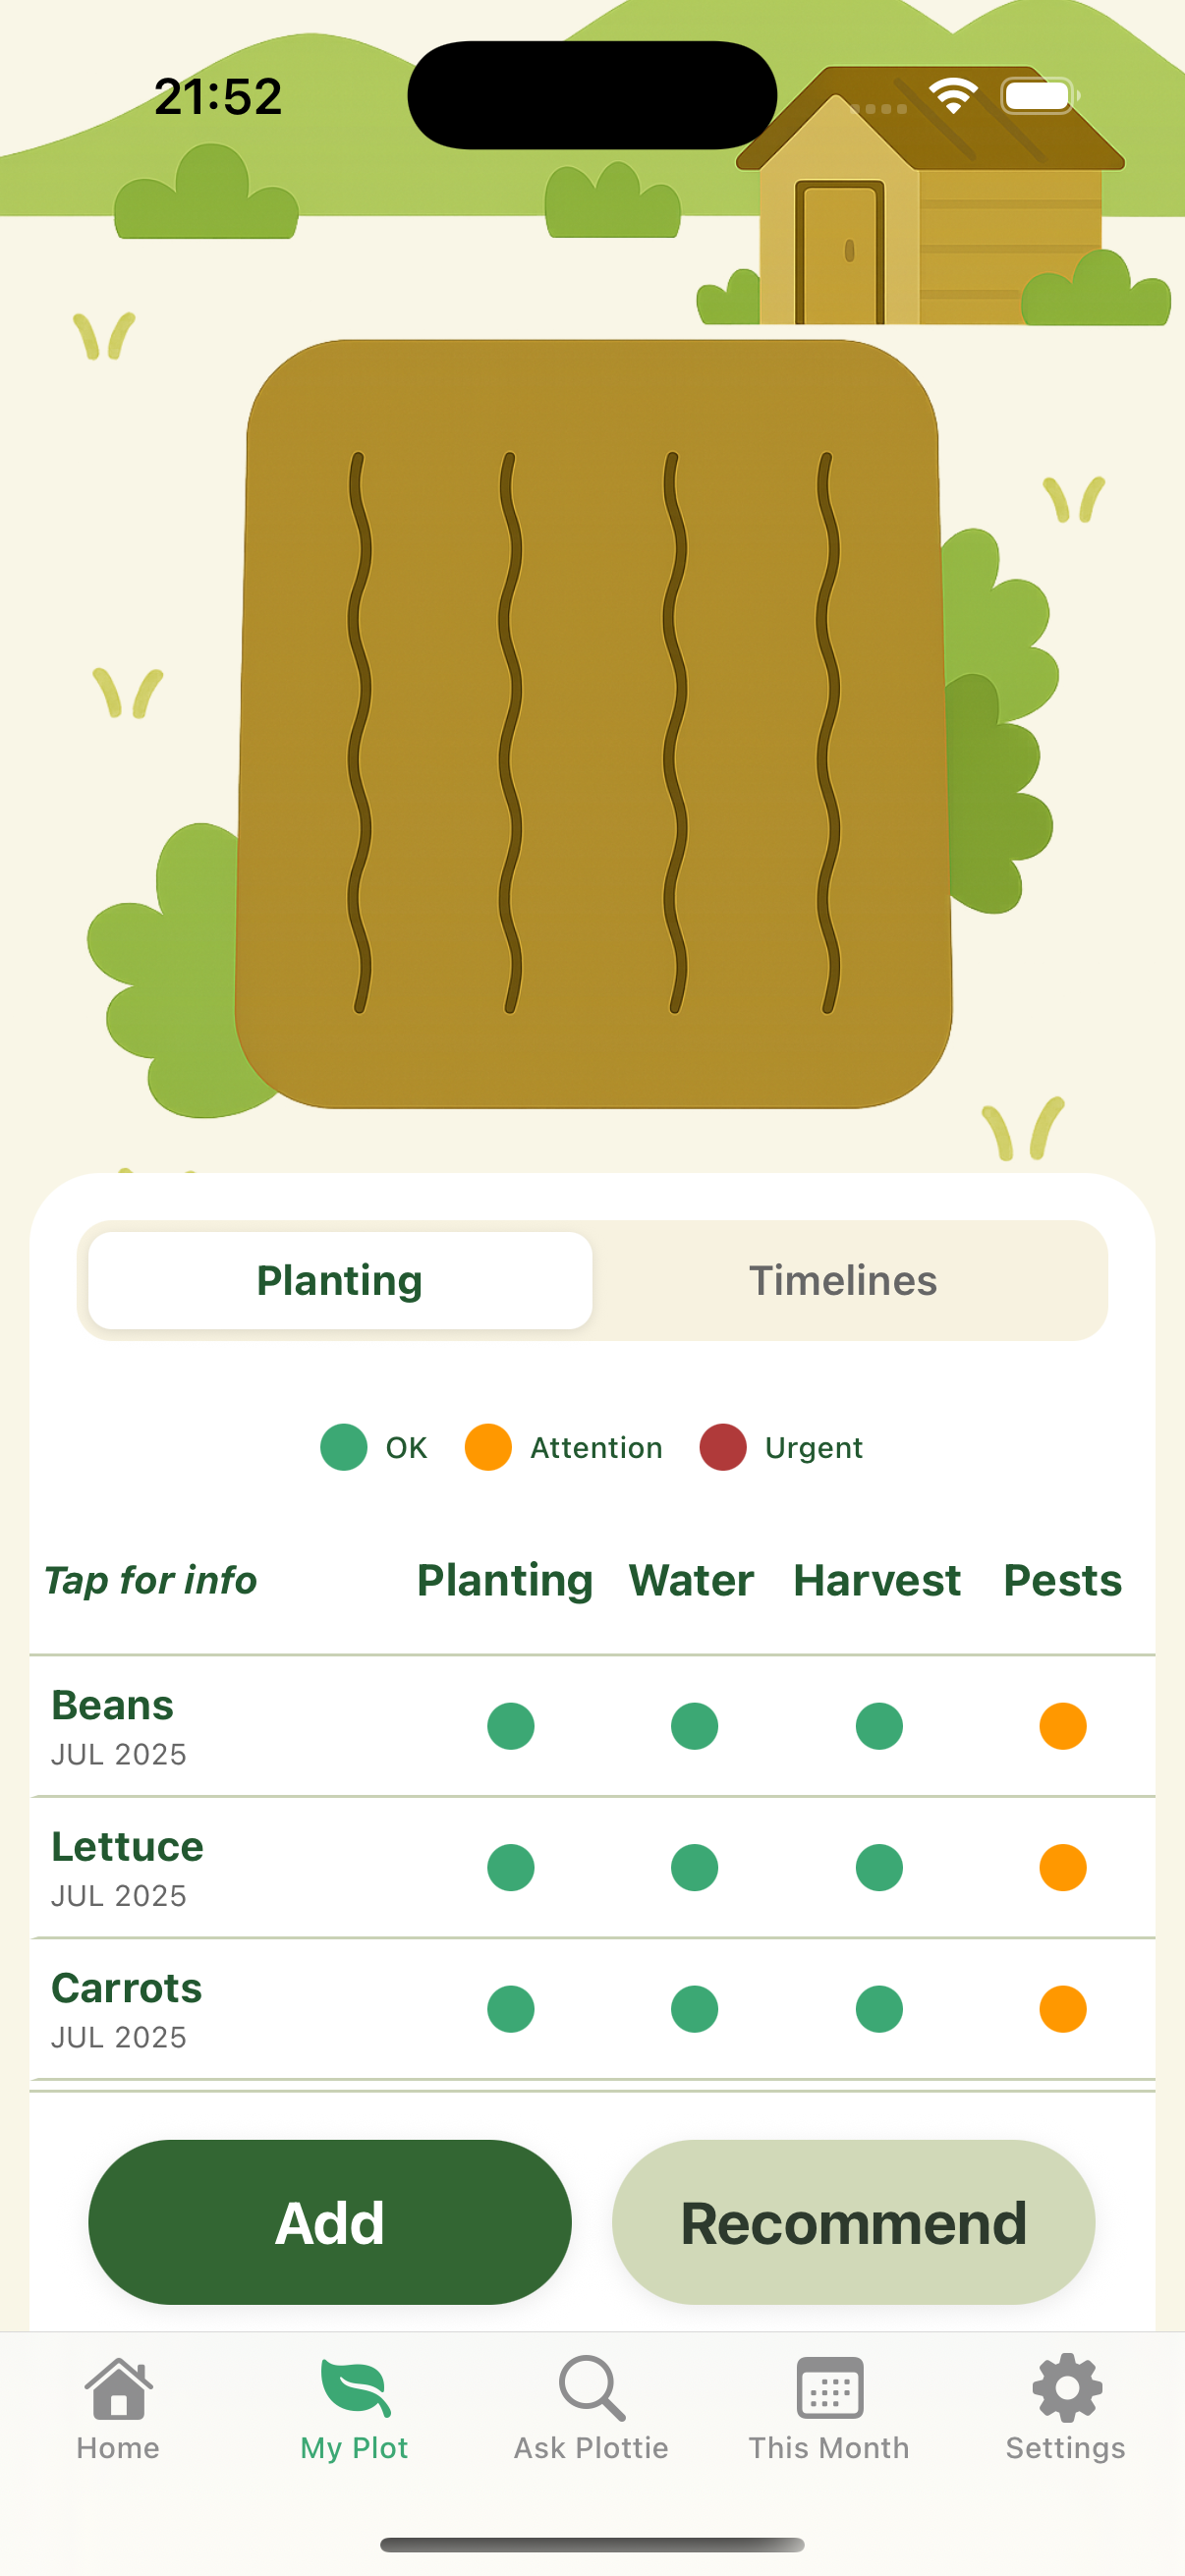 21:52
Planting
Timelines
OK
Attention
Urgent
Tap for info
Planting
Water
Harvest
Pests
Beans
JUL 2025
Lettuce
JUL 2025
Carrots
JUL 2025
Add
Recommend
Home
My Plot
Ask Plottie
This Month
Settings